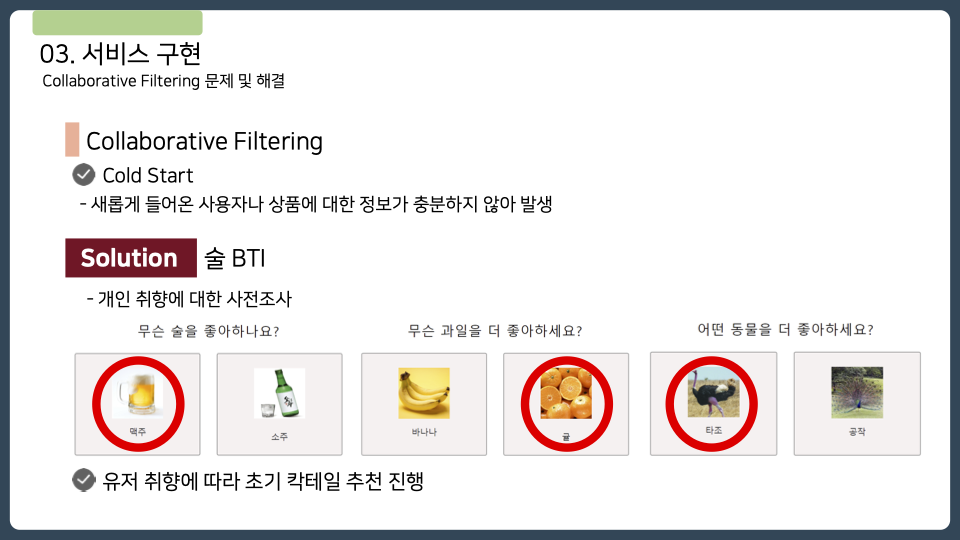 03. 서비스 구현
Collaborative Filtering 문제 및 해결
Collaborative Filtering
Cold Start
- 새롭게 들어온 사용자나 상품에 대한 정보가 충분하지 않아 발생
Solution 술 BTI
- 개인 취향에 대한 사전조사
무슨 술을 좋아하나요?
맥주
소주
무슨 과일을 더 좋아하세요?
바나나
귤
어떤 동물을 더 좋아하세요?
타조
공작
유저 취향에 따라 초기 칵테일 추천 진행